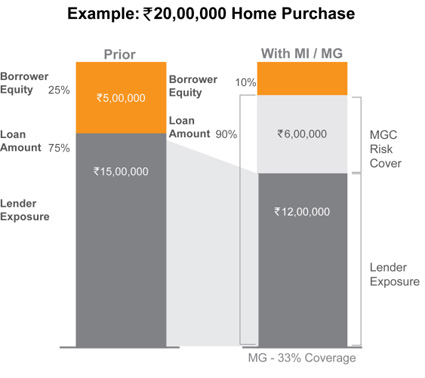 Example: ₹20,00,000 Home Purchase
Prior
With MI / MG
Borrower
Equity 25%
₹5,00,000
Borrower
Equity
10%
Loan
Amount 75%
Loan
Amount 90%
₹6,00,000
MGC
Risk
Cover
₹15,00,000
Lender
Exposure
₹12,00,000
Lender
Exposure
MG - 33% Coverage